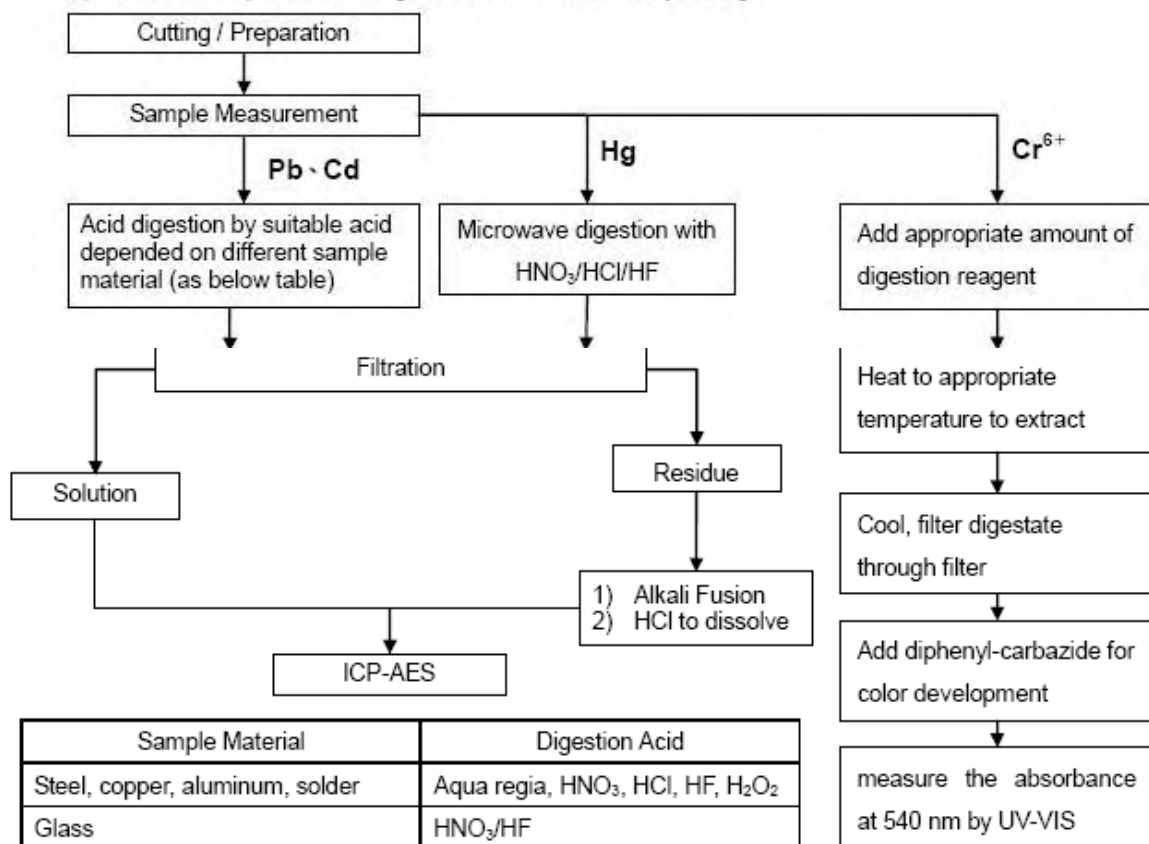 Cutting / Preparation
Sample Measurement
Pb、Cd
Hg
Cr⁶⁺
Acid digestion by suitable acid
depended on different sample
material (as below table)
Microwave digestion with
HNO₃/HCl/HF
Add appropriate amount of
digestion reagent
Filtration
Heat to appropriate
temperature to extract
Solution
Residue
Cool, filter digestate
through filter
1) Alkali Fusion
2) HCl to dissolve
ICP-AES
Add diphenyl-carbazide for
color development
Sample Material Digestion Acid
Steel, copper, aluminum, solder Aqua regia, HNO₃, HCl, HF, H₂O₂
Glass HNO₃/HF
measure the absorbance
at 540 nm by UV-VIS